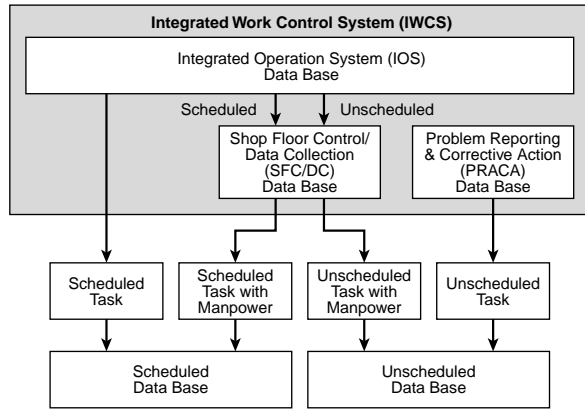 Integrated Work Control System (IWCS)
Integrated Operation System (IOS)
Data Base
Scheduled
Unscheduled
Shop Floor Control/
Data Collection
(SFC/DC)
Data Base
Problem Reporting
& Corrective Action
(PRACA)
Data Base
Scheduled
Task
Scheduled
Task with
Manpower
Unscheduled
Task with
Manpower
Unscheduled
Task
Scheduled
Data Base
Unscheduled
Data Base